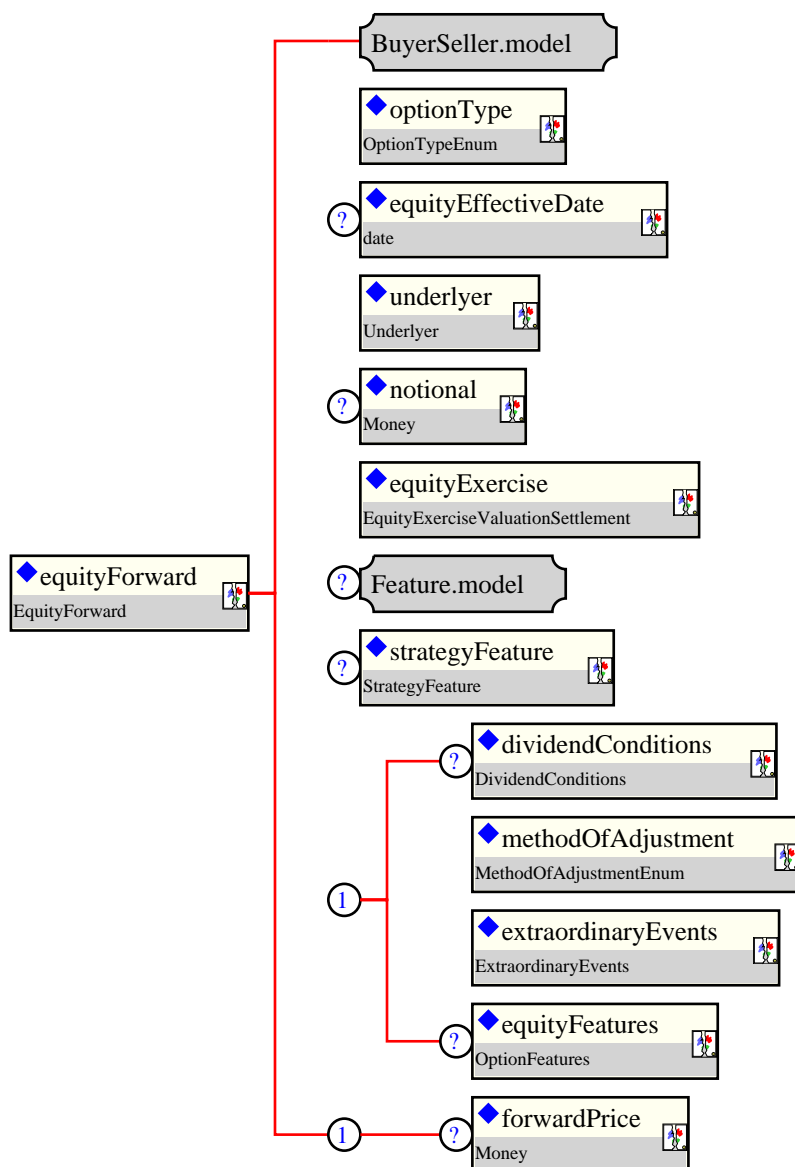 BuyerSeller.model
optionType
OptionTypeEnum
? equityEffectiveDate
date
underlyer
Underlyer
? notional
Money
equityExercise
EquityExerciseValuationSettlement
equityForward
EquityForward
? Feature.model
? strategyFeature
StrategyFeature
? dividendConditions
DividendConditions
methodOfAdjustment
MethodOfAdjustmentEnum
1
extraordinaryEvents
ExtraordinaryEvents
? equityFeatures
OptionFeatures
1 ? forwardPrice
Money